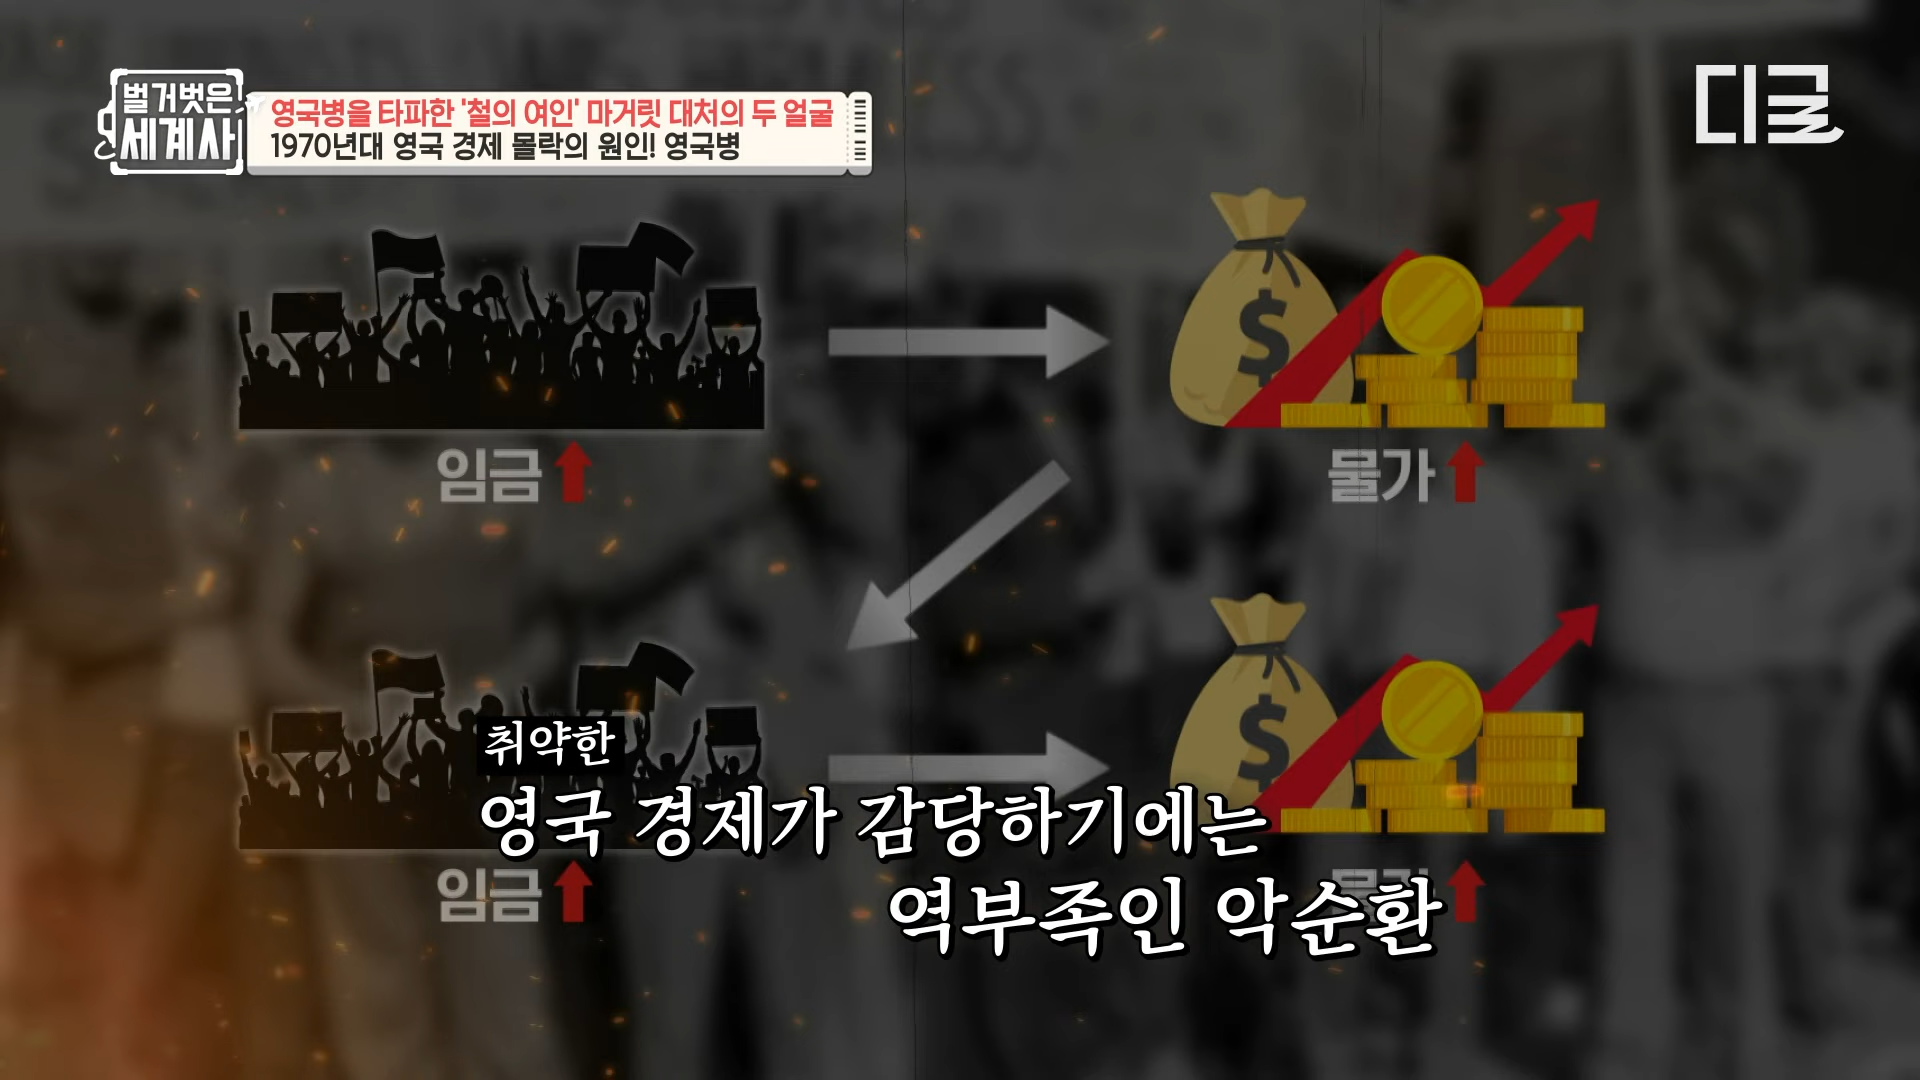 벌거벗은
세계사
영국병을 타파한 '철의 여인' 마거릿 대처의 두 얼굴
1970년대 영국 경제 몰락의 원인! 영국병
디글
$
임금
물가
$
취약한
영국 경제가 감당하기에는
역부족인 악순환
임금
물가